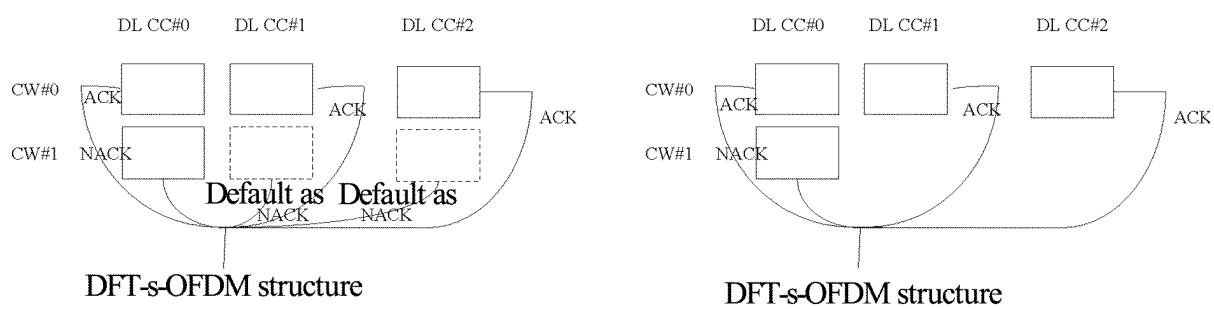 DL CC#0 DL CC#1 DL CC#2
CW#0 ACK ACK ACK
CW#1 NACK
Default as Default as
NACK NACK
DFT-s-OFDM structure
DL CC#0 DL CC#1 DL CC#2
CW#0 ACK ACK ACK
CW#1 NACK
DFT-s-OFDM structure